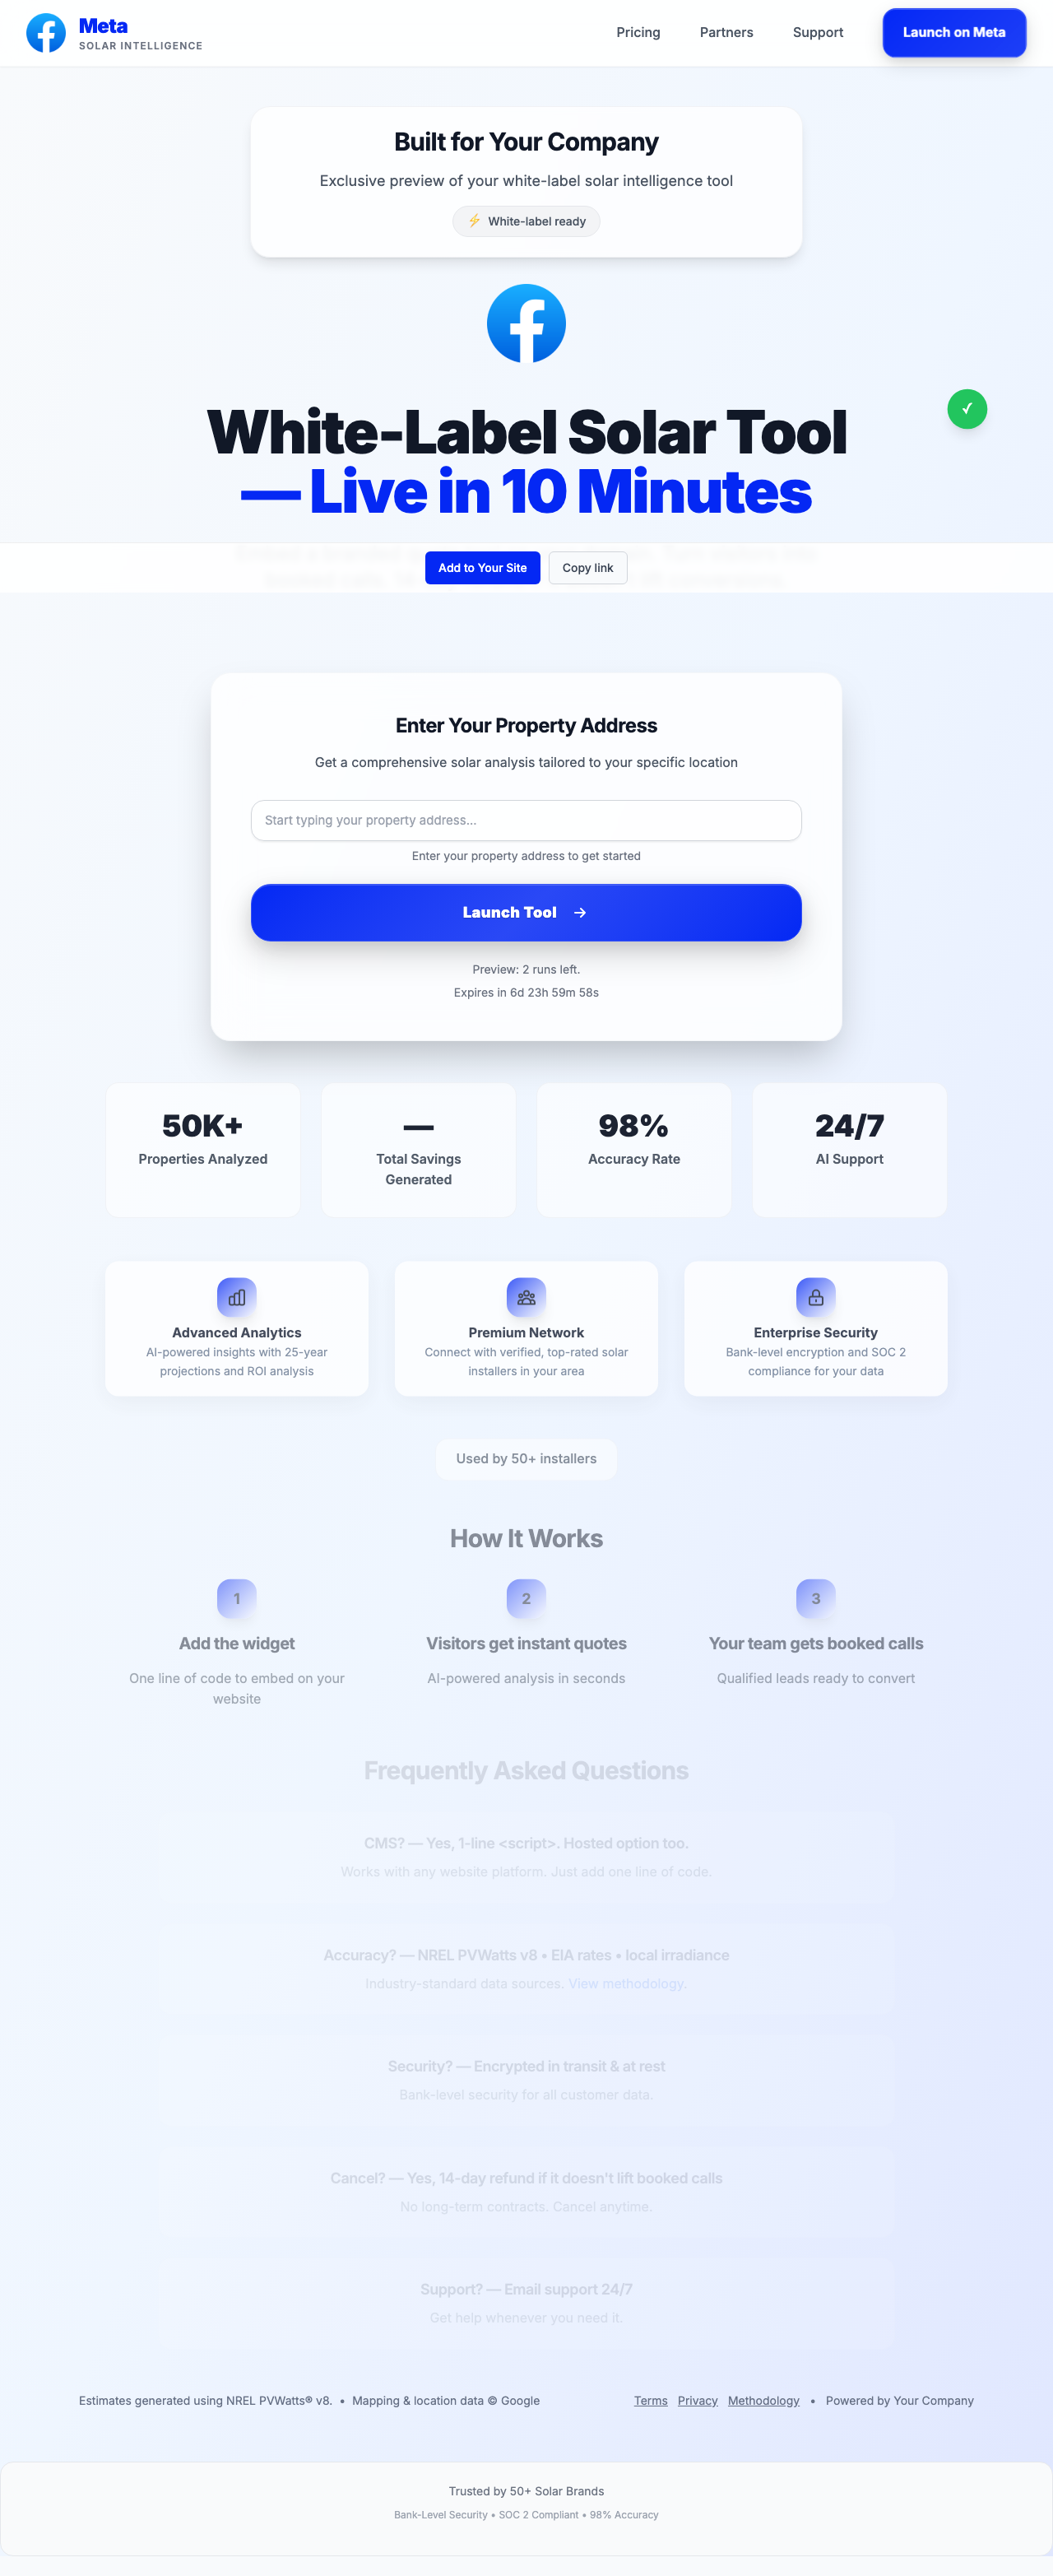 Meta
SOLAR INTELLIGENCE
Pricing
Partners
Support
Launch on Meta
Built for Your Company
Exclusive preview of your white-label solar intelligence tool
⚡ White-label ready
White-Label Solar Tool
— Live in 10 Minutes
✓
Add to Your Site
Copy link
Enter Your Property Address
Get a comprehensive solar analysis tailored to your specific location
Start typing your property address...
Enter your property address to get started
Launch Tool →
Preview: 2 runs left.
Expires in 6d 23h 59m 58s
50K+
Properties Analyzed
—
Total Savings
Generated
98%
Accuracy Rate
24/7
AI Support
Advanced Analytics
AI-powered insights with 25-year
projections and ROI analysis
Premium Network
Connect with verified, top-rated solar
installers in your area
Enterprise Security
Bank-level encryption and SOC 2
compliance for your data
Used by 50+ installers
How It Works
1
Add the widget
One line of code to embed on your
website
2
Visitors get instant quotes
AI-powered analysis in seconds
3
Your team gets booked calls
Qualified leads ready to convert
Frequently Asked Questions
CMS? — Yes, 1-line <script>. Hosted option too.
Works with any website platform. Just add one line of code.
Accuracy? — NREL PVWatts v8 • EIA rates • local irradiance
Industry-standard data sources. View methodology.
Security? — Encrypted in transit & at rest
Bank-level security for all customer data.
Cancel? — Yes, 14-day refund if it doesn't lift booked calls
No long-term contracts. Cancel anytime.
Support? — Email support 24/7
Get help whenever you need it.
Estimates generated using NREL PVWatts® v8. • Mapping & location data © Google
Terms Privacy Methodology • Powered by Your Company
Trusted by 50+ Solar Brands
Bank-Level Security • SOC 2 Compliant • 98% Accuracy